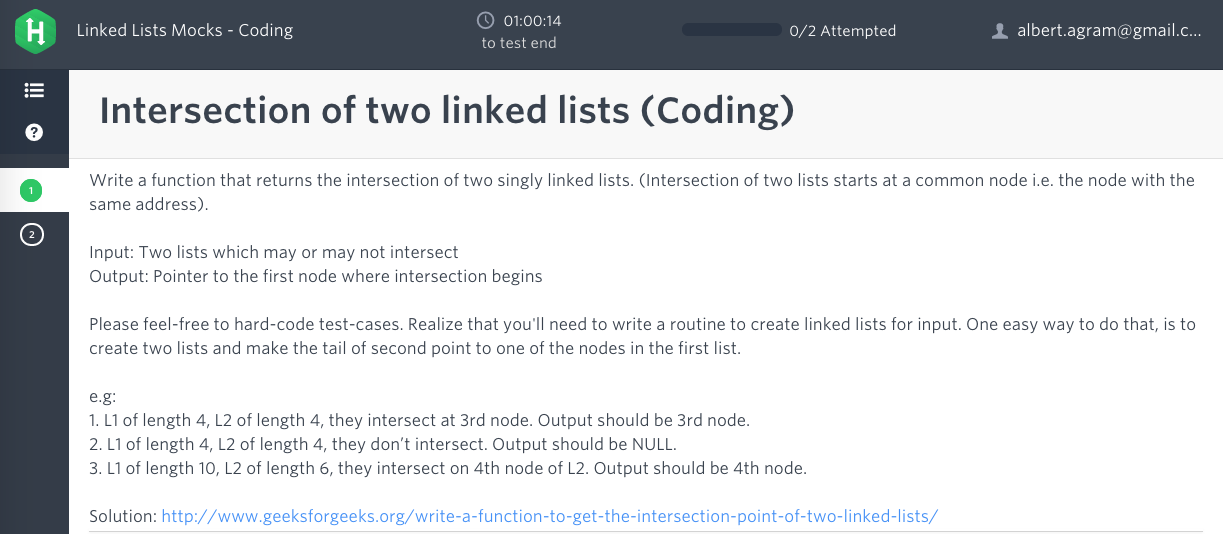 H
Linked Lists Mocks - Coding
01:00:14
to test end
0/2 Attempted
albert.agram@gmail.c...
Intersection of two linked lists (Coding)
?
1
2
Write a function that returns the intersection of two singly linked lists. (Intersection of two lists starts at a common node i.e. the node with the
same address).
Input: Two lists which may or may not intersect
Output: Pointer to the first node where intersection begins
Please feel-free to hard-code test-cases. Realize that you'll need to write a routine to create linked lists for input. One easy way to do that, is to
create two lists and make the tail of second point to one of the nodes in the first list.
e.g:
1. L1 of length 4, L2 of length 4, they intersect at 3rd node. Output should be 3rd node.
2. L1 of length 4, L2 of length 4, they don’t intersect. Output should be NULL.
3. L1 of length 10, L2 of length 6, they intersect on 4th node of L2. Output should be 4th node.
Solution: http://www.geeksforgeeks.org/write-a-function-to-get-the-intersection-point-of-two-linked-lists/